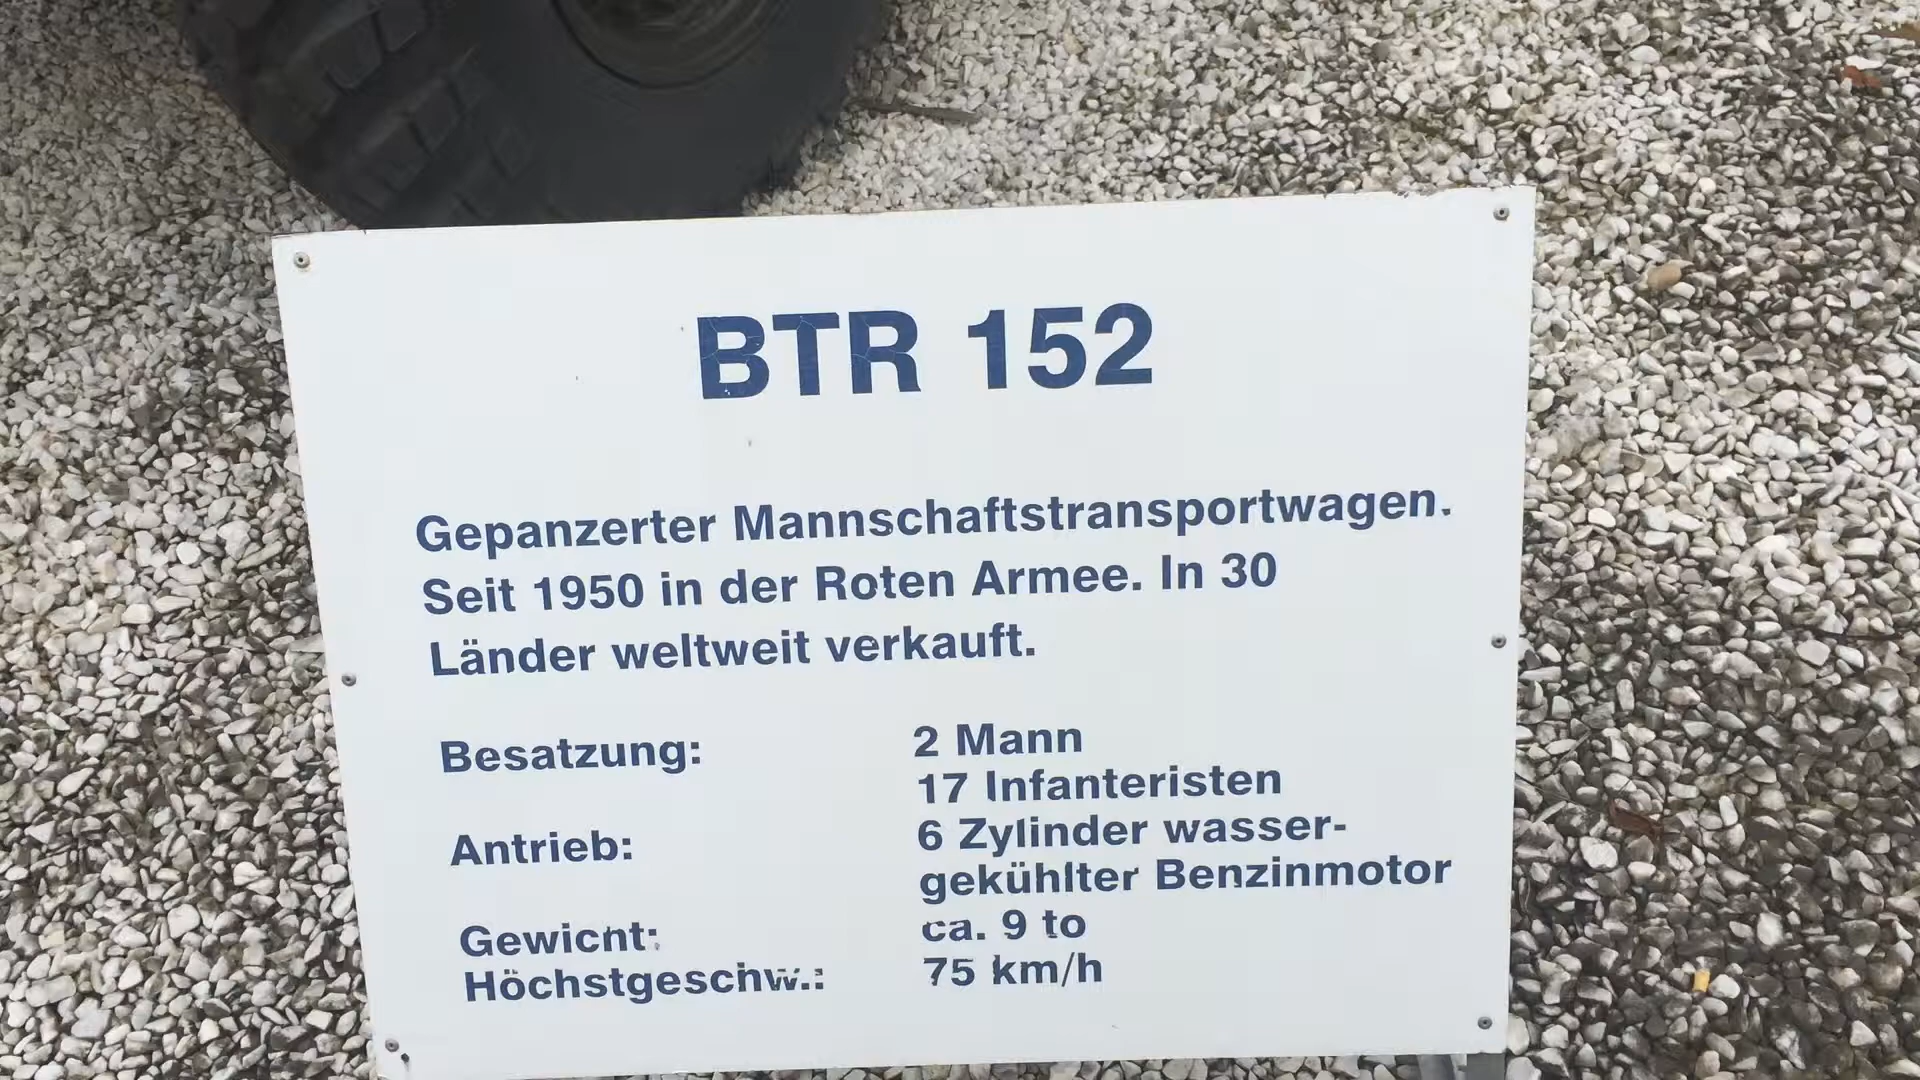 BTR 152
Gepanzerter Mannschaftstransportwagen.
Seit 1950 in der Roten Armee. In 30
Länder weltweit verkauft.
Besatzung: 2 Mann
17 Infanteristen
Antrieb: 6 Zylinder wasser-
gekühlter Benzinmotor
Gewicht: ca. 9 to
Höchstgeschw.: 75 km/h